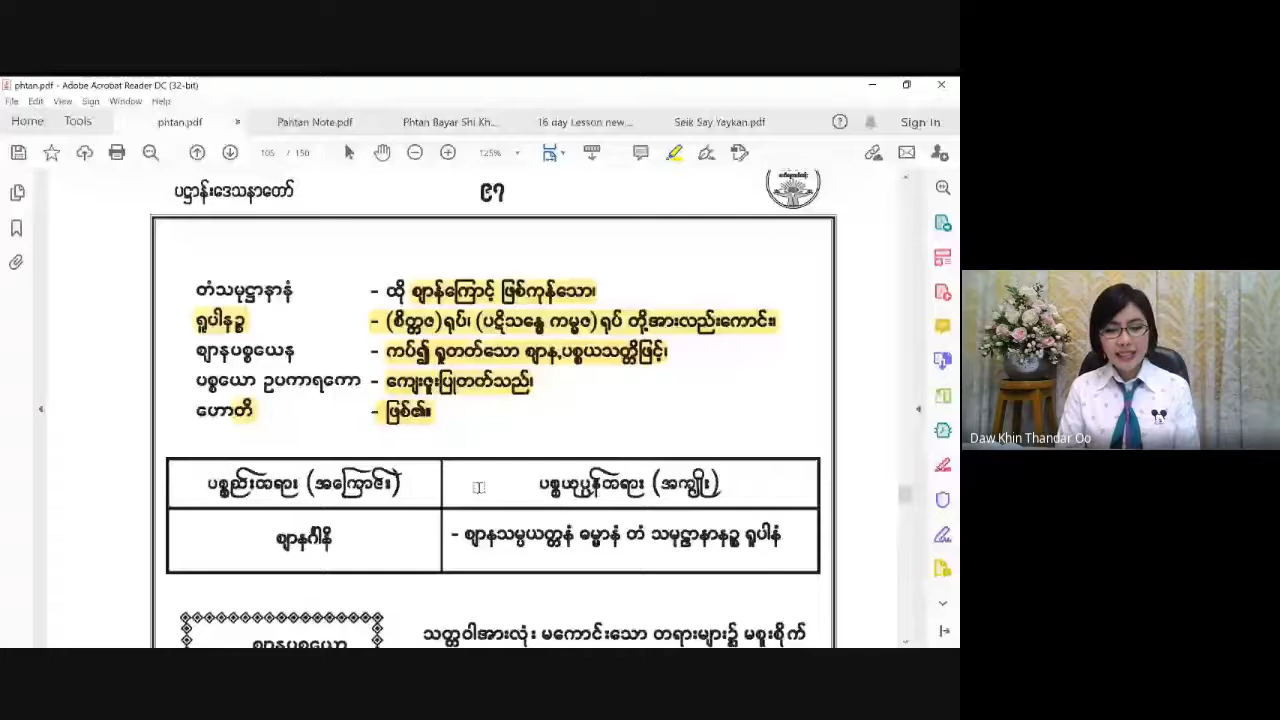 phtan.pdf - Adobe Acrobat Reader DC (32-bit)
File Edit View Sign Window Help
Home Tools phtan.pdf × Pahtan Note.pdf Phtan Bayar Shi Kh... 16 day Lesson new.... Seik Say Yaykan.pdf Sign In
105 / 150 125%
ပဋ္ဌာန်းဒေသနာတော် ၉၇
တံသမုဋ္ဌာနာနံ - ထို ဈာန်ကြောင့် ဖြစ်ကုန်သော၊
ရူပါနဉ္စ - (စိတ္တဇ)ရုပ်၊ (ပဋိသန္ဓေ ကမ္မဇ)ရုပ် တို့အားလည်းကောင်း။
ဈာနပစ္စယေန - ကပ်၍ ရှုတတ်သော ဈာန,ပစ္စယသတ္တိဖြင့်၊
ပစ္စယော ဥပကာရကော - ကျေးဇူးပြုတတ်သည်၊
ဟောတိ - ဖြစ်၏။
ပစ္စည်းတရား (အကြောင်း) ပစ္စယုပ္ပန်တရား (အကျိုး)
ဈာနင်္ဂါနိ - ဈာနသမ္ပယုတ္တနံ ဓမ္မာနံ တံ သမုဋ္ဌာနာနဉ္စ ရူပါနံ
ဈာနပစ္စယော သတ္တဝါအားလုံး မကောင်းသော တရားများ၌ မစူးစိုက်
Daw Khin Thandar Oo